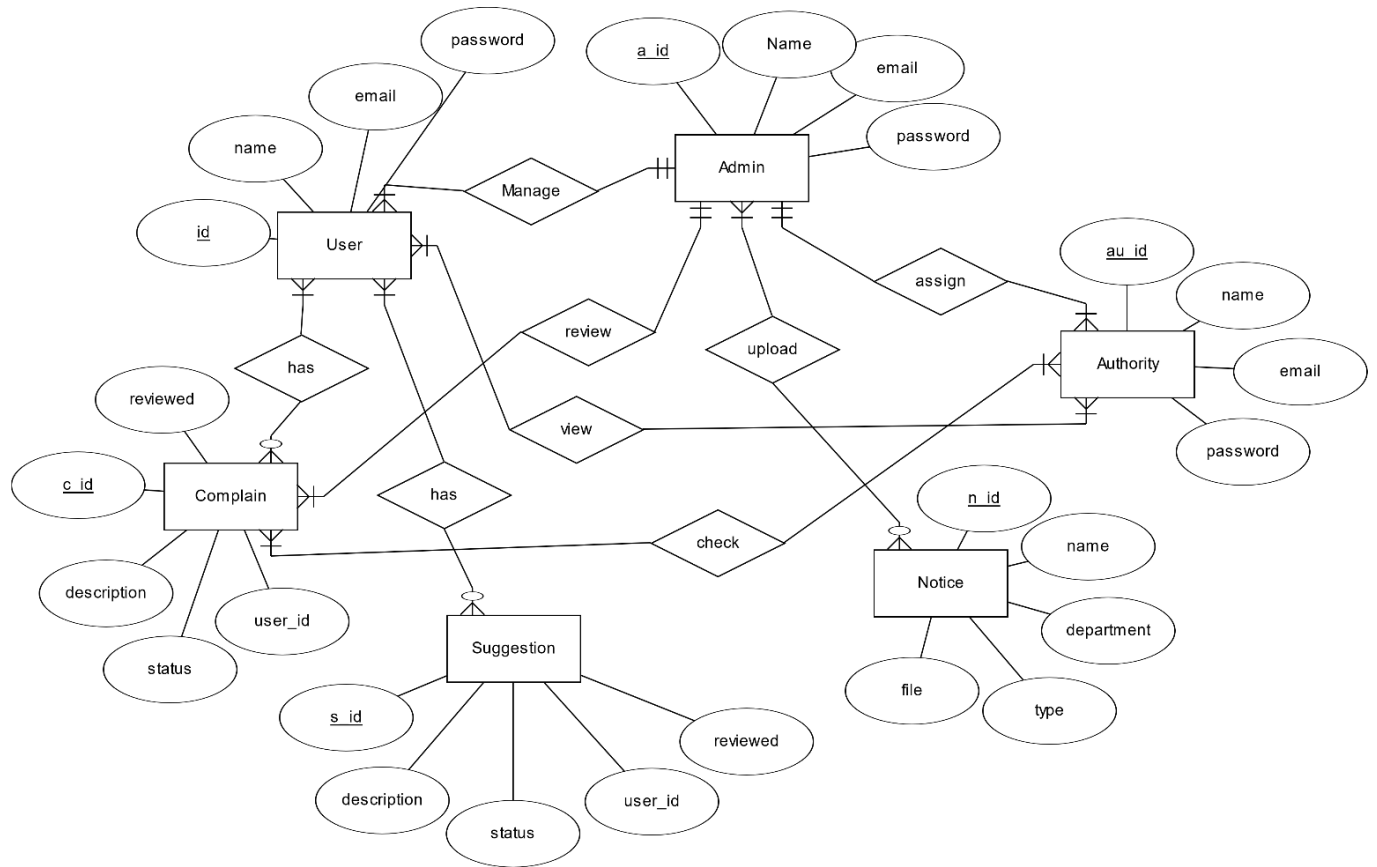 password
a_id
Name
email
email
name
password
Admin
Manage
id
User
au_id
assign
name
review
upload
has
Authority
email
reviewed
view
password
c_id
Complain
has
n_id
check
name
Notice
description
user_id
department
Suggestion
status
file
type
s_id
reviewed
description
user_id
status